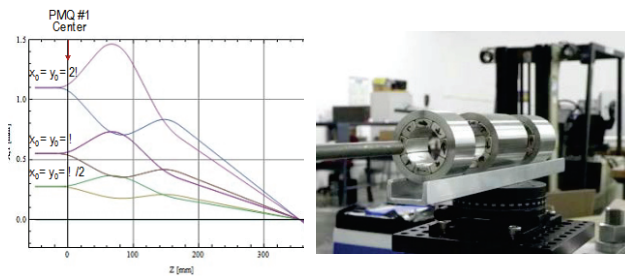 PMQ #1
Center
1.5
x₀ = y₀ = 2!
1.0
x₀ = y₀ = !
0.5
x₀ = y₀ = ! /2
0.0
0 100 200 300
Z [mm]